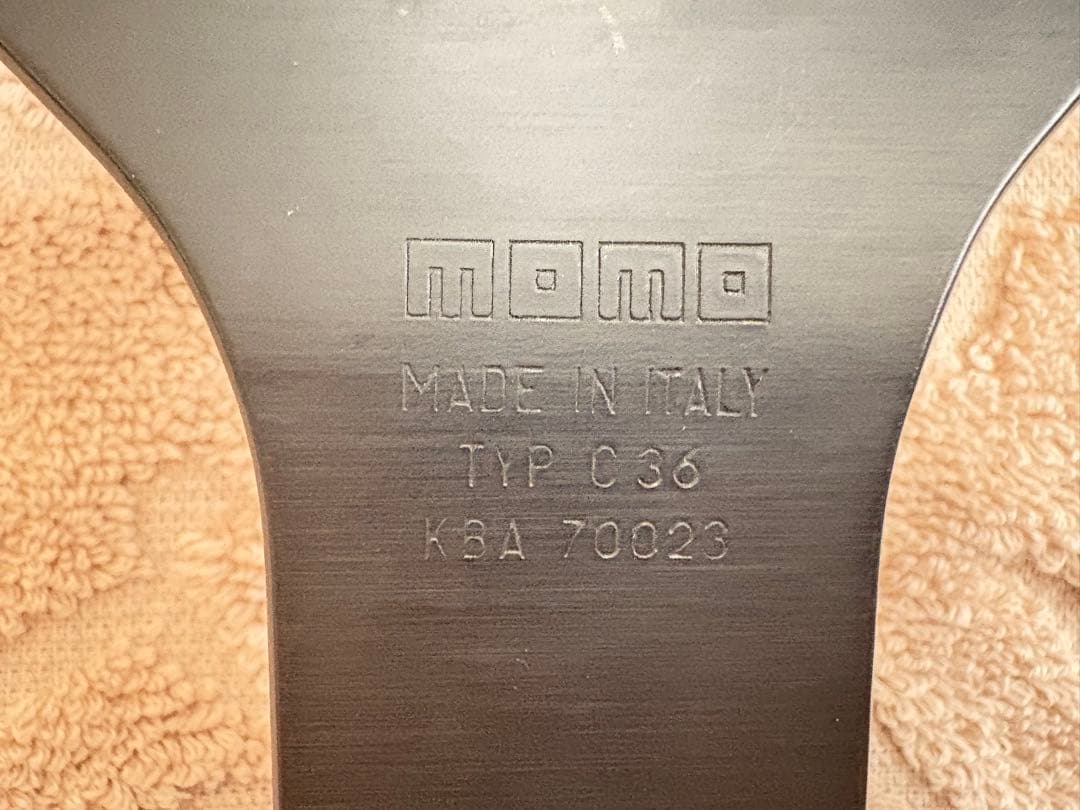 momo
MADE IN ITALY
TYP C 36
KBA 70023